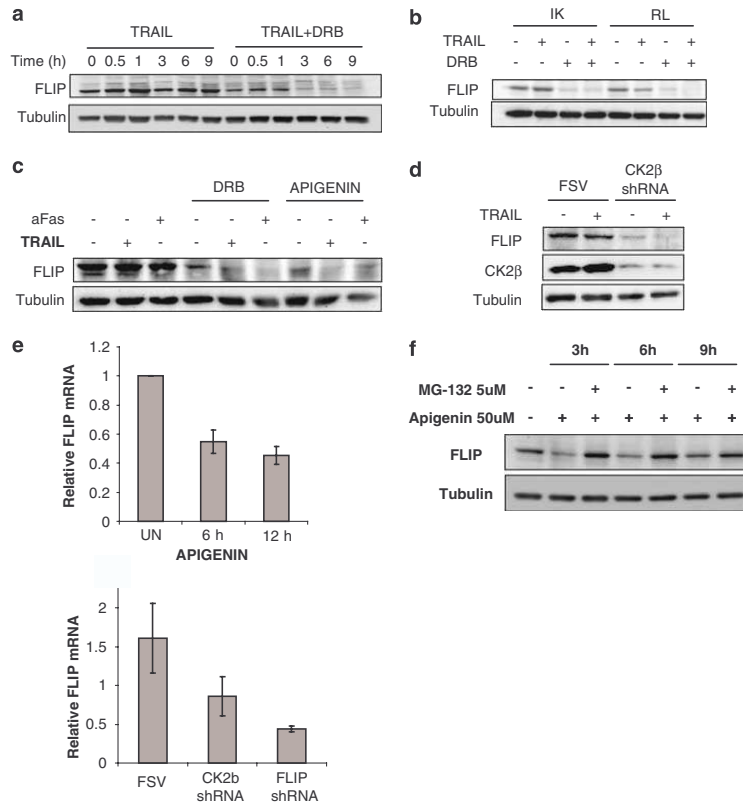 a
TRAIL TRAIL+DRB
Time (h) 0 0.5 1 3 6 9 0 0.5 1 3 6 9
FLIP
Tubulin
b
IK RL
TRAIL - + - + - + - +
DRB - - + + - - + +
FLIP
Tubulin
c
DRB APIGENIN
aFas - - + - - + - - +
TRAIL - + - - + - - + -
FLIP
Tubulin
d
FSV CK2β
shRNA
TRAIL - + - +
FLIP
CK2β
Tubulin
e
Relative FLIP mRNA
1.2
1
0.8
0.6
0.4
0.2
0
UN 6 h 12 h
APIGENIN
Relative FLIP mRNA
2
1.5
1
0.5
0
FSV CK2b FLIP
shRNA shRNA
f
3h 6h 9h
MG-132 5uM - - + - + - +
Apigenin 50uM - + + + + + +
FLIP
Tubulin